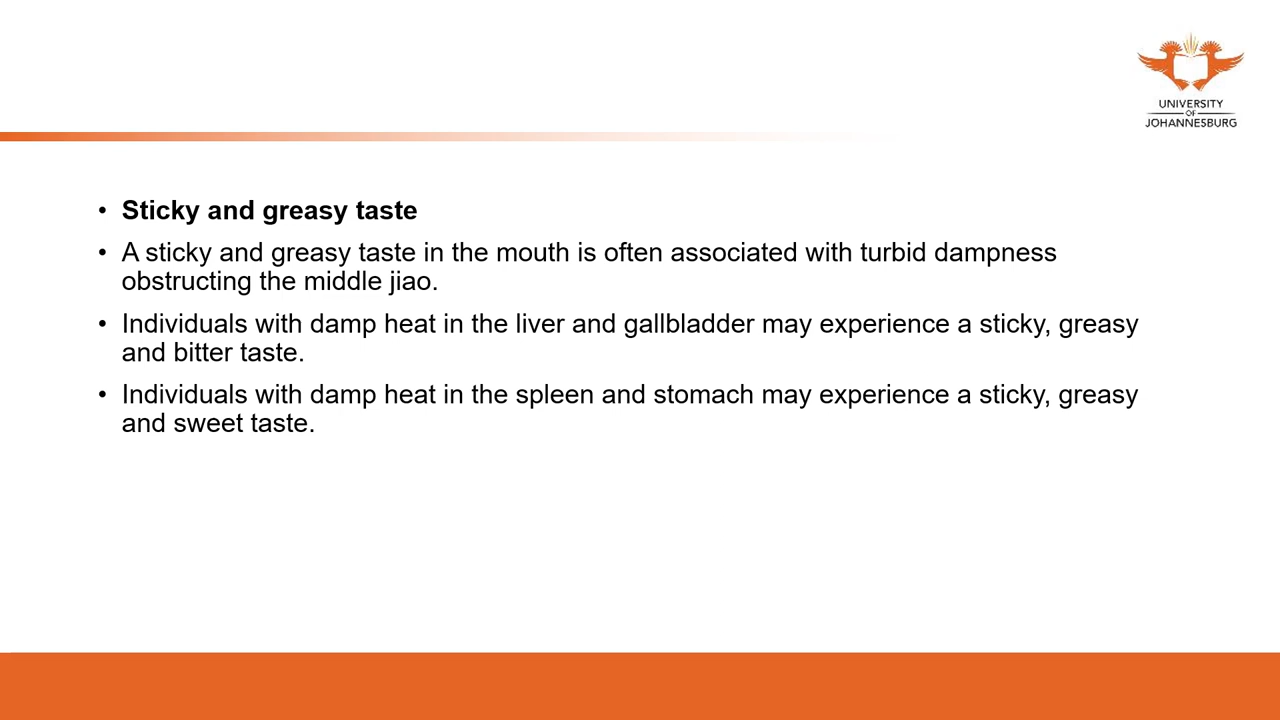 UNIVERSITY
OF
JOHANNESBURG
• Sticky and greasy taste
• A sticky and greasy taste in the mouth is often associated with turbid dampness
obstructing the middle jiao.
• Individuals with damp heat in the liver and gallbladder may experience a sticky, greasy
and bitter taste.
• Individuals with damp heat in the spleen and stomach may experience a sticky, greasy
and sweet taste.